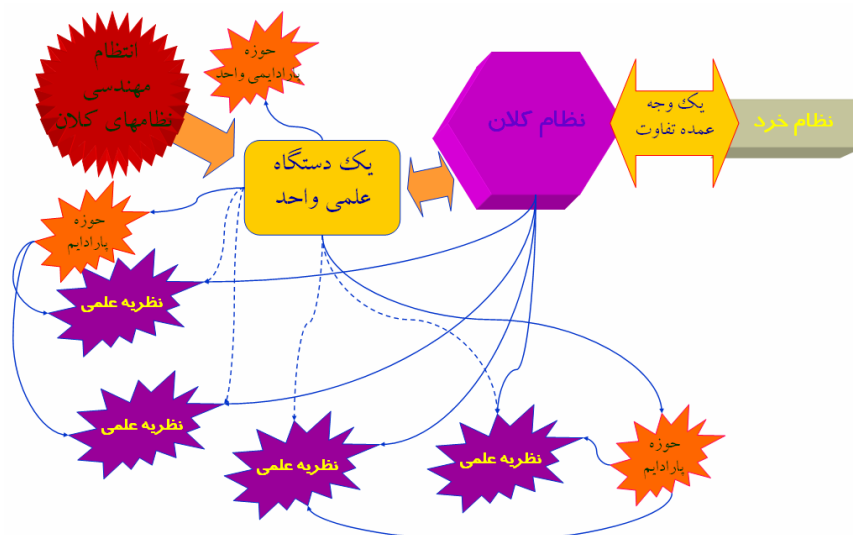 انتظام
مهندسی
نظامهای کلان
حوزه
پارادایمی واحد
نظام کلان
یک وجه
عمده تفاوت
نظام خرد
یک دستگاه
علمی واحد
حوزه
پارادایم
نظریه علمی
نظریه علمی
نظریه علمی
نظریه علمی
حوزه
پارادایم